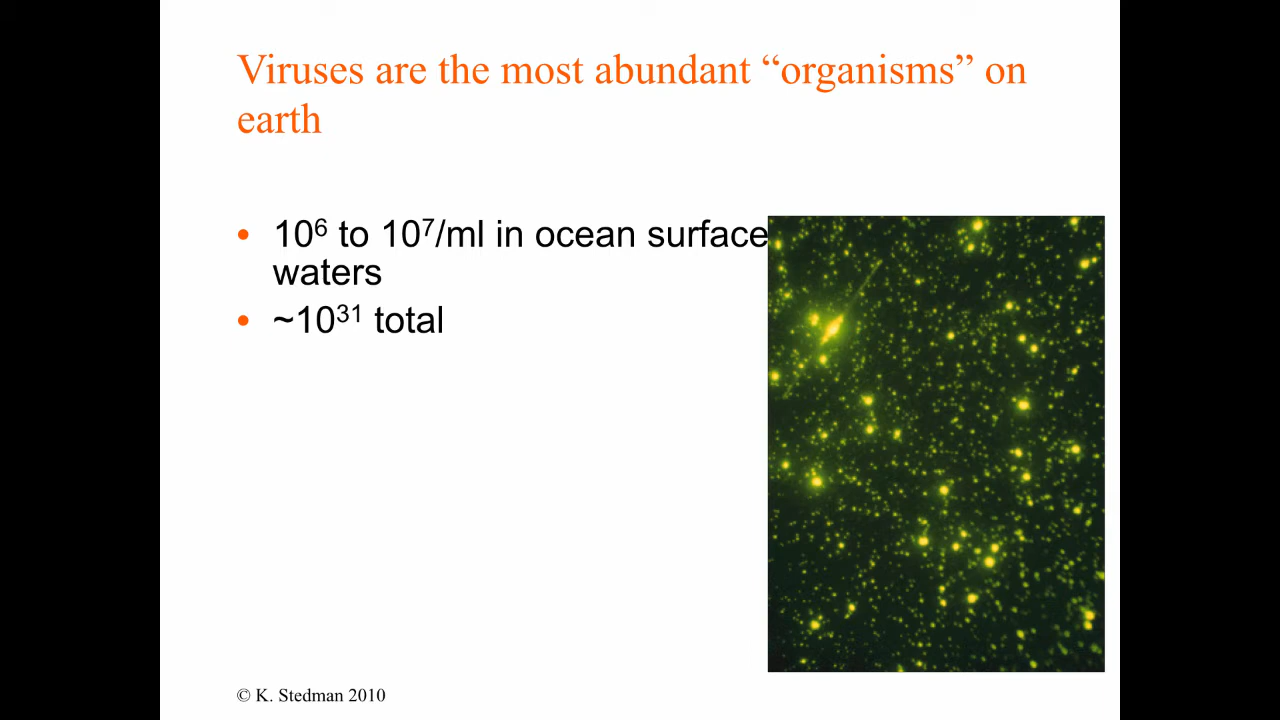 Viruses are the most abundant “organisms” on
earth
• 10⁶ to 10⁷/ml in ocean surface
waters
• ~10³¹ total
© K. Stedman 2010